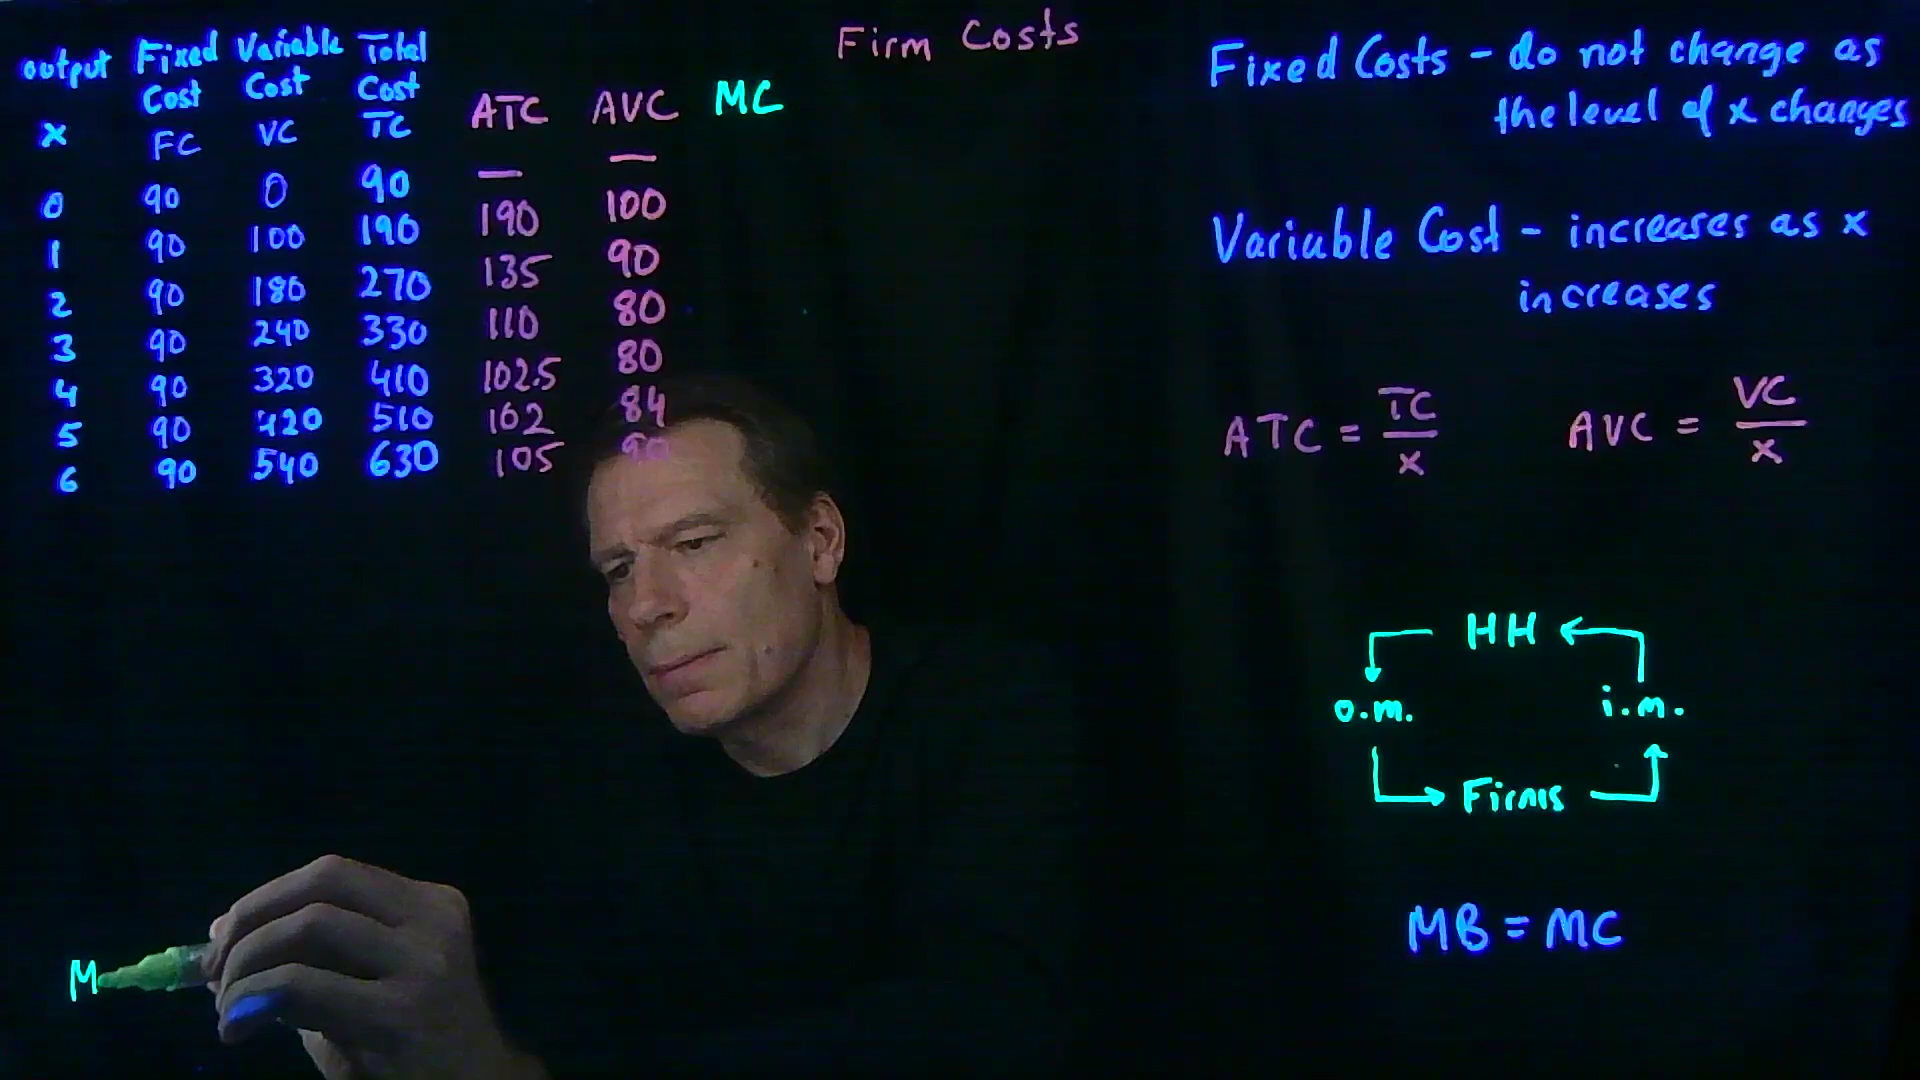 Firm Costs
output Fixed Cost Variable Cost Total Cost
x FC VC TC ATC AVC MC
0 90 0 90 — —
1 90 100 190 190 100
2 90 180 270 135 90
3 90 240 330 110 80
4 90 320 410 102.5 80
5 90 420 510 102 84
6 90 540 630 105 90
M
Fixed Costs - do not change as
the level of x changes
Variable Cost - increases as x
increases
ATC = TC/x AVC = VC/x
HH
o.m. i.m.
Firms
MB = MC